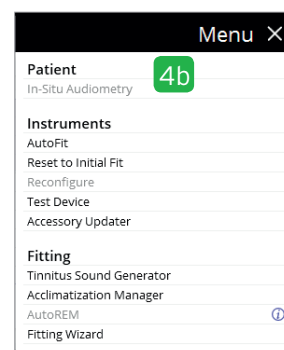 Menu ×
Patient
4b
In-Situ Audiometry
Instruments
AutoFit
Reset to Initial Fit
Reconfigure
Test Device
Accessory Updater
Fitting
Tinnitus Sound Generator
Acclimatization Manager
AutoREM
Fitting Wizard